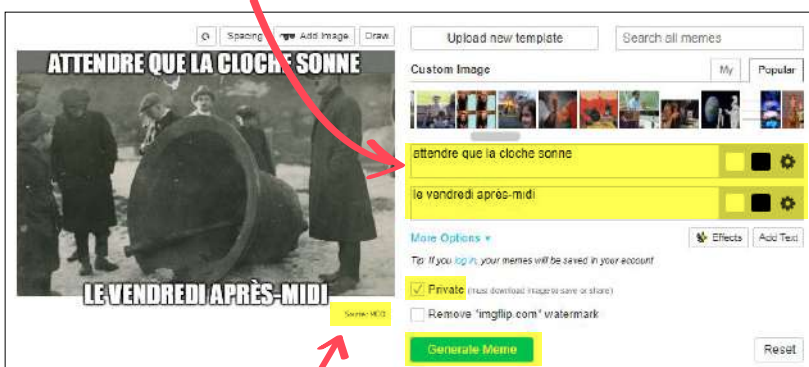 Spacing
Add Image
Draw
ATTENDRE QUE LA CLOCHE SONNE
LE VENDREDI APRÈS-MIDI
Upload new template
Search all memes
Custom Image
My
Popular
attendre que la cloche sonne
le vendredi après-midi
More Options
Effects
Add Text
Tip: If you log in, your memes will be saved in your account
Private (must download image to save or share)
Remove "imgflip.com" watermark
Generate Meme
Reset